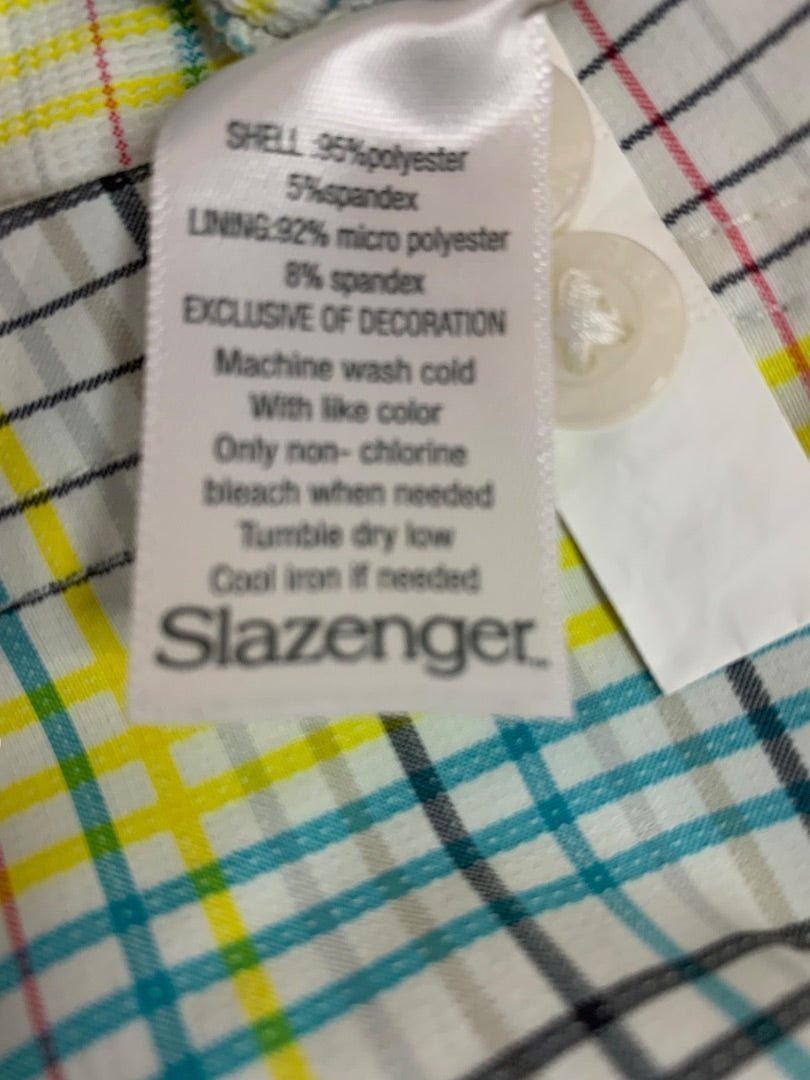 SHELL :95%polyester
5%spandex
LINING:92% micro polyester
8% spandex
EXCLUSIVE OF DECORATION
Machine wash cold
With like color
Only non- chlorine
bleach when needed
Tumble dry low
Cool iron if needed
Slazenger™